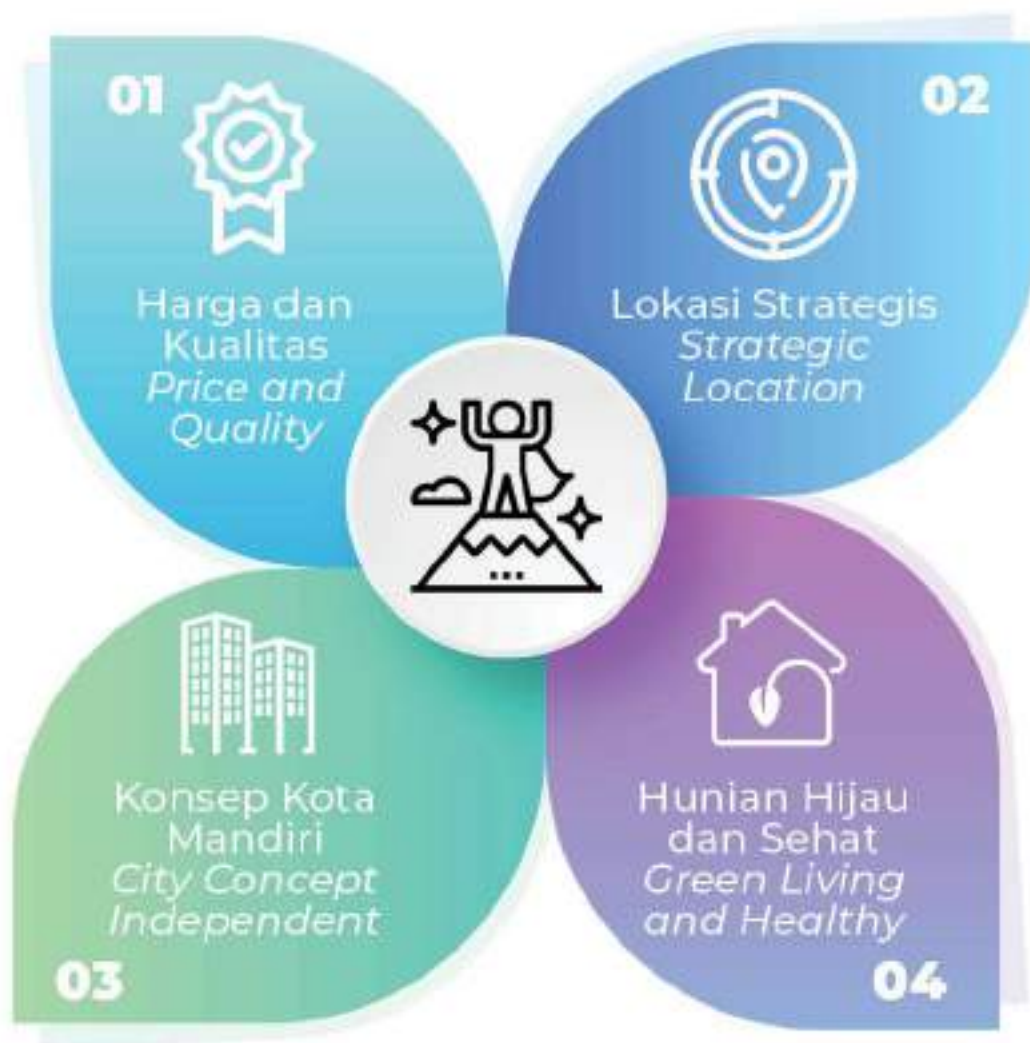 01
Harga dan
Kualitas
Price and
Quality
02
Lokasi Strategis
Strategic
Location
Konsep Kota
Mandiri
City Concept
Independent
03
Hunian Hijau
dan Sehat
Green Living
and Healthy
04